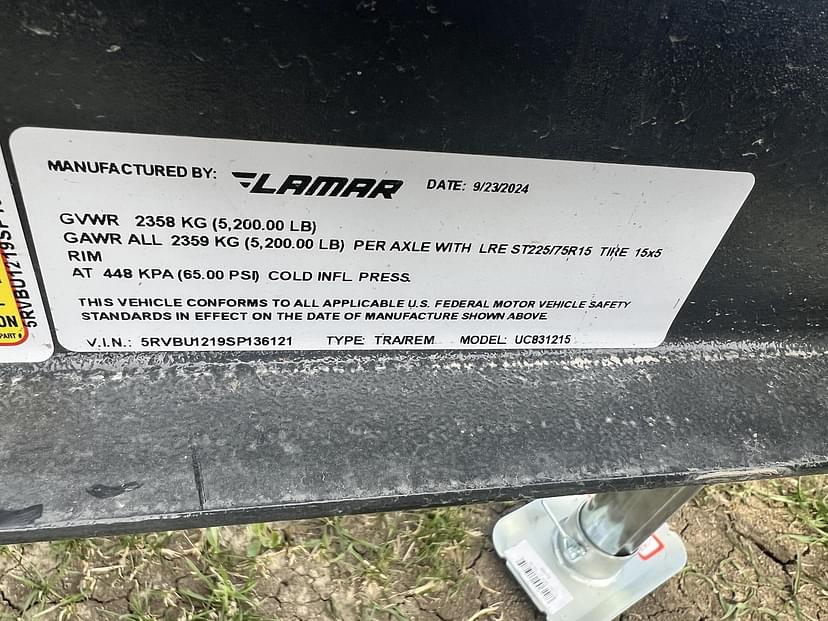 MANUFACTURED BY: LAMAR DATE: 9/23/2024
GVWR 2358 KG (5,200.00 LB)
GAWR ALL 2359 KG (5,200.00 LB) PER AXLE WITH LRE ST225/75R15 TIRE 15x5
RIM
AT 448 KPA (65.00 PSI) COLD INFL PRESS.
THIS VEHICLE CONFORMS TO ALL APPLICABLE U.S. FEDERAL MOTOR VEHICLE SAFETY
STANDARDS IN EFFECT ON THE DATE OF MANUFACTURE SHOWN ABOVE.
V.I.N.: 5RVBU1219SP136121 TYPE: TRA/REM MODEL: UC831215
5RVBU1219SP1
ON
PART